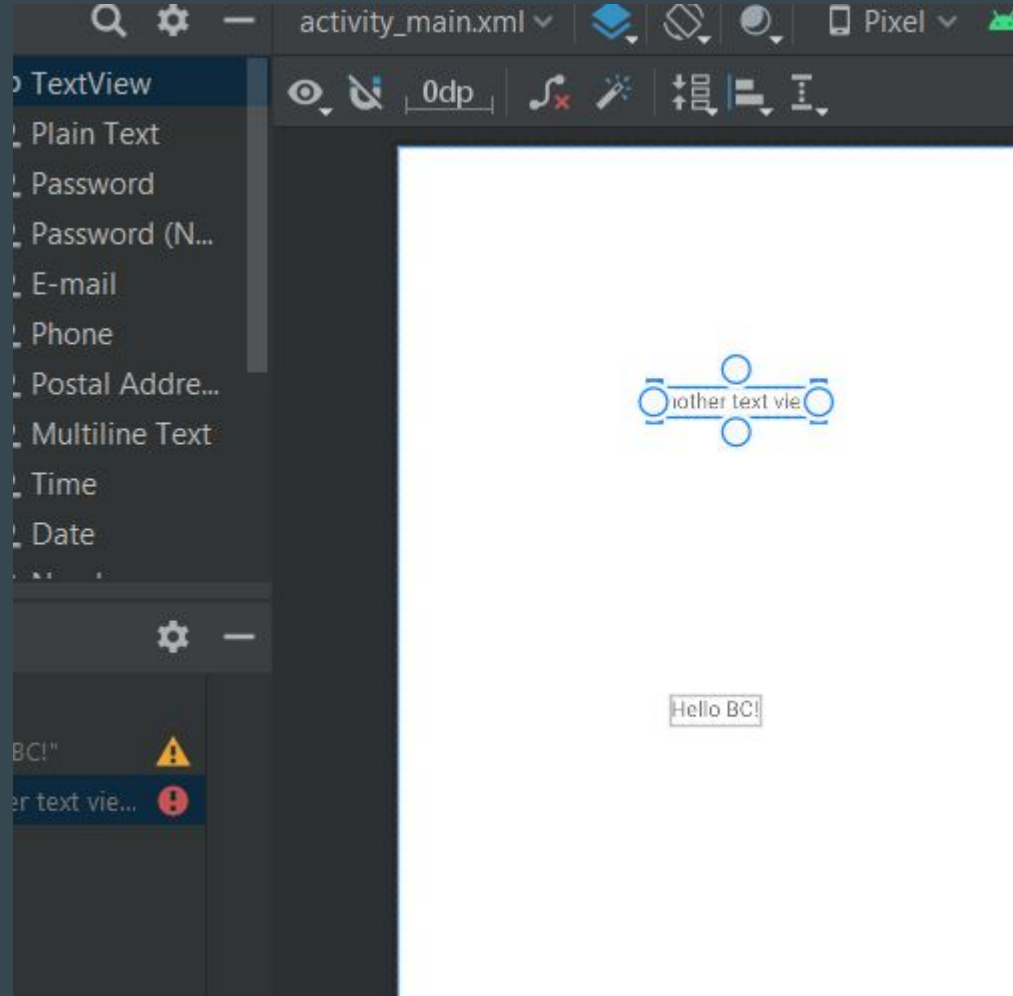 activity_main.xml
Pixel
TextView
0dp
Plain Text
Password
Password (N...
E-mail
Phone
Postal Addre...
Multiline Text
Time
Date
other text vie
Hello BC!
BC!"
er text vie...